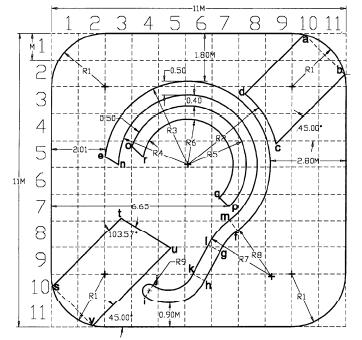 11M
1 2 3 4 5 6 7 8 9 10 11
M
a
1.80M
b
R1
R1
0.50
d
0.40
0.50
R3
R6
R4
R5
45.00°
c
2.01
e n o r
2.80M
11M
6.65
q
p
m
t
103.57°
u
l
f
g
R8
R7
R9
k
h
s
R1
j
i
R1
v
45.00°
0.90M
1
2
3
4
5
6
7
8
9
10
11